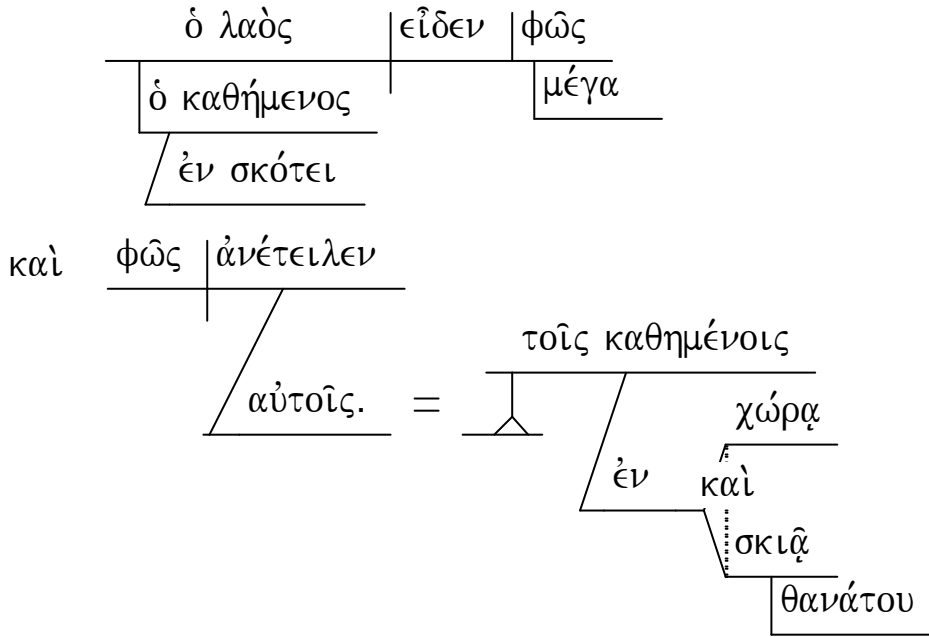 ὁ λαὸς εἶδεν φῶς
ὁ καθήμενος μέγα
ἐν σκότει
καὶ φῶς ἀνέτειλεν
τοῖς καθημένοις
αὐτοῖς. = χώρᾳ
ἐν καὶ
σκιᾷ
θανάτου